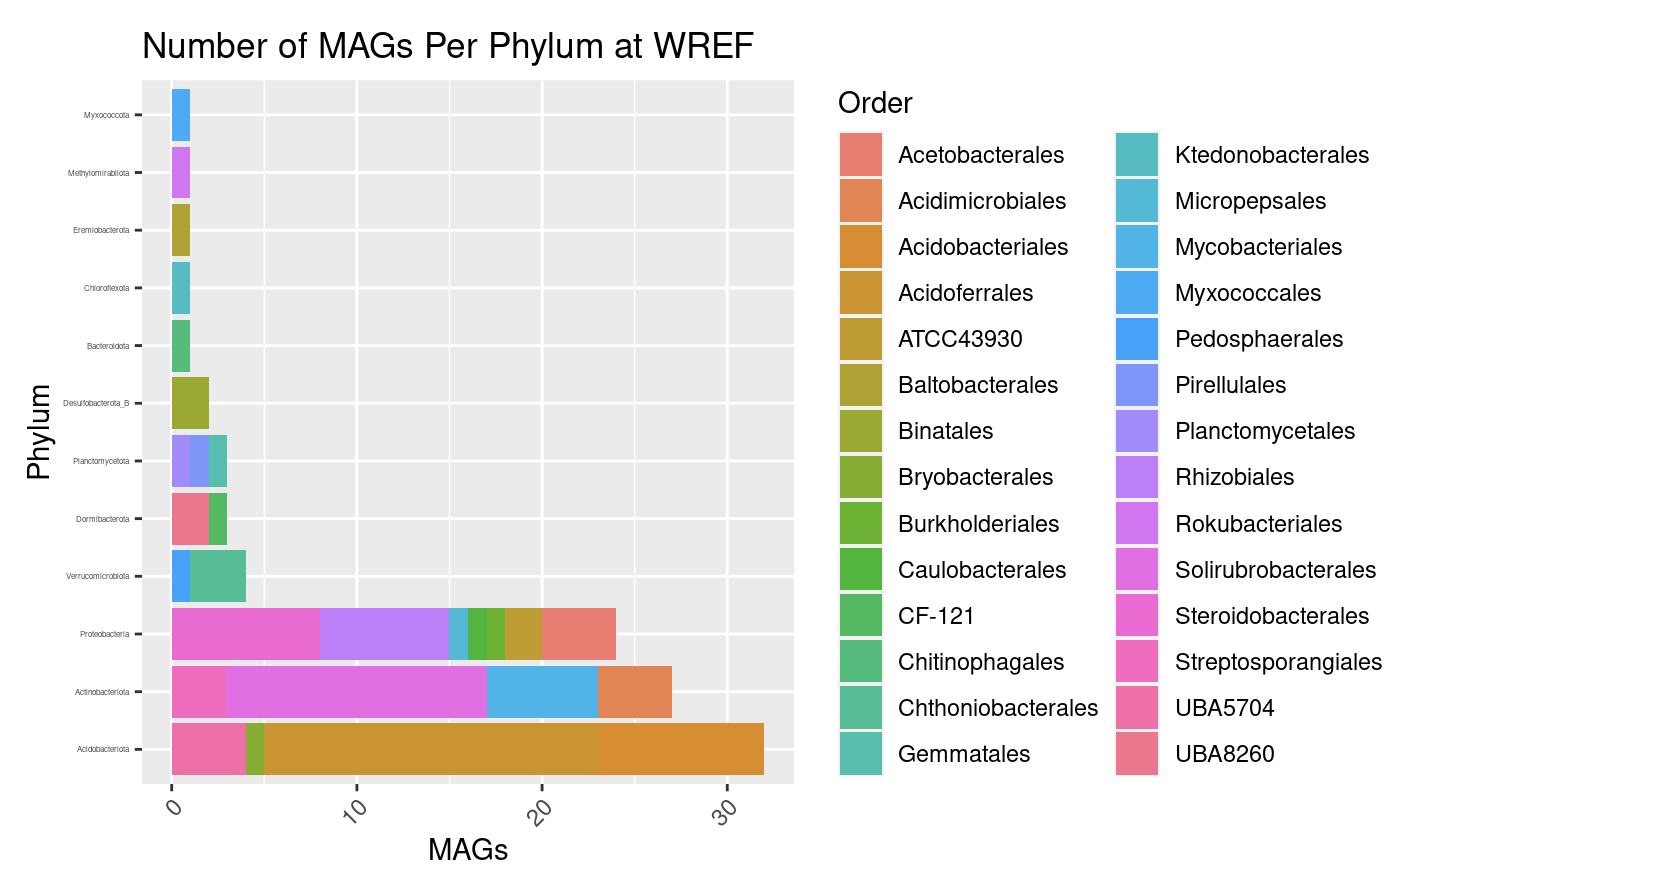 Number of MAGs Per Phylum at WREF
Phylum
Myxococcota
Methylomirabilota
Eremiobacterota
Chloroflexota
Bacteroidota
Desulfobacterota_B
Planctomycetota
Dormibacterota
Verrucomicrobiota
Proteobacteria
Actinobacteriota
Acidobacteriota
0
10
20
30
MAGs
Order
Acetobacterales
Acidimicrobiales
Acidobacteriales
Acidoferrales
ATCC43930
Baltobacterales
Binatales
Bryobacterales
Burkholderiales
Caulobacterales
CF-121
Chitinophagales
Chthoniobacterales
Gemmatales
Ktedonobacterales
Micropepsales
Mycobacteriales
Myxococcales
Pedosphaerales
Pirellulales
Planctomycetales
Rhizobiales
Rokubacteriales
Solirubrobacterales
Steroidobacterales
Streptosporangiales
UBA5704
UBA8260